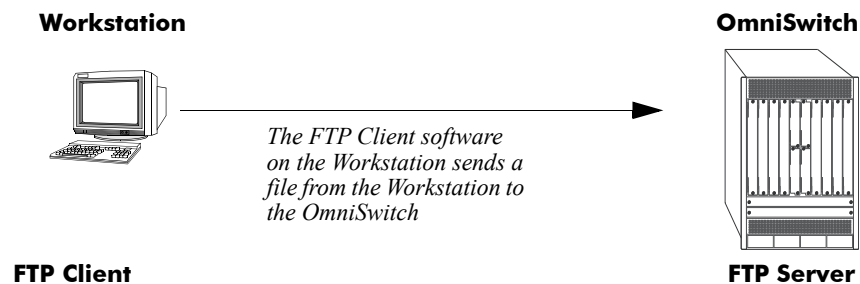 Workstation
OmniSwitch
The FTP Client software
on the Workstation sends a
file from the Workstation to
the OmniSwitch
FTP Client
FTP Server